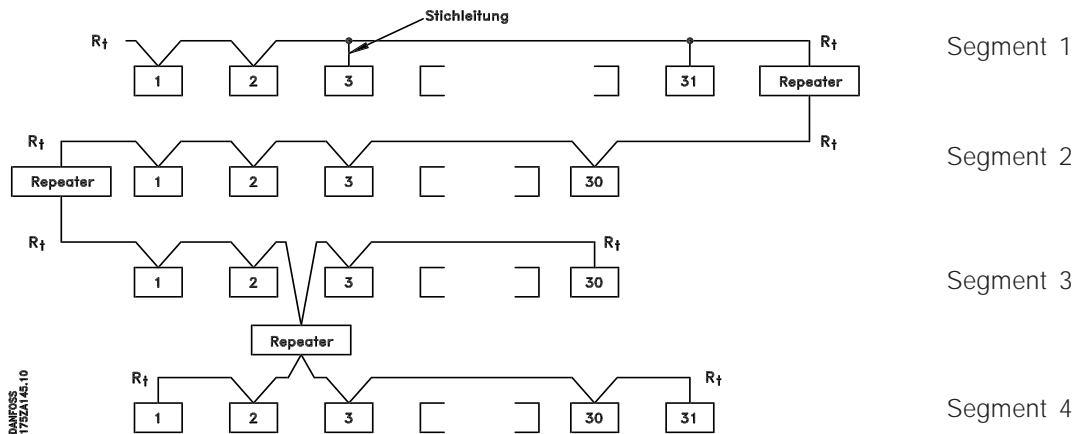 Stichleitung
Rt Rt Segment 1
1 2 3 31 Repeater
Rt Rt Segment 2
Repeater 1 2 3 30
Rt Rt Segment 3
1 2 3 30
Repeater
Rt Rt
1 2 3 30 31 Segment 4
DANFOSS
175ZA145.10